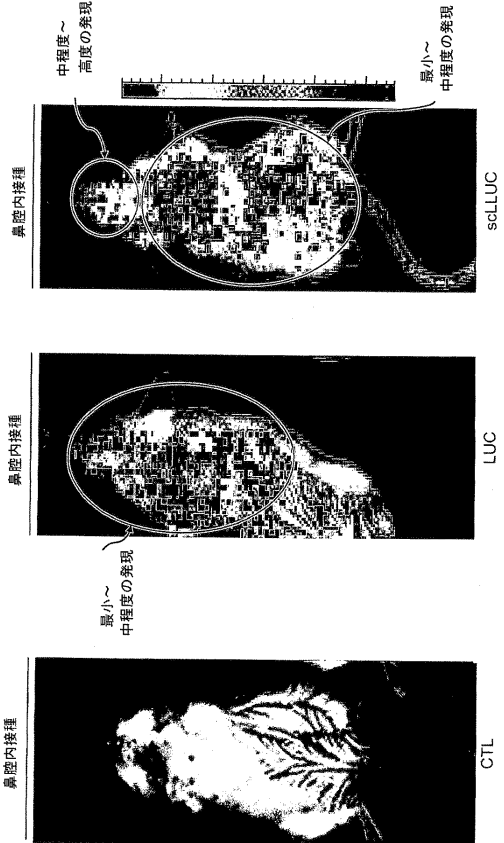 鼻腔内接種
中程度~
高度の発現
最小~
中程度の発現
scLLUC
鼻腔内接種
最小~
中程度の発現
LUC
鼻腔内接種
CTL